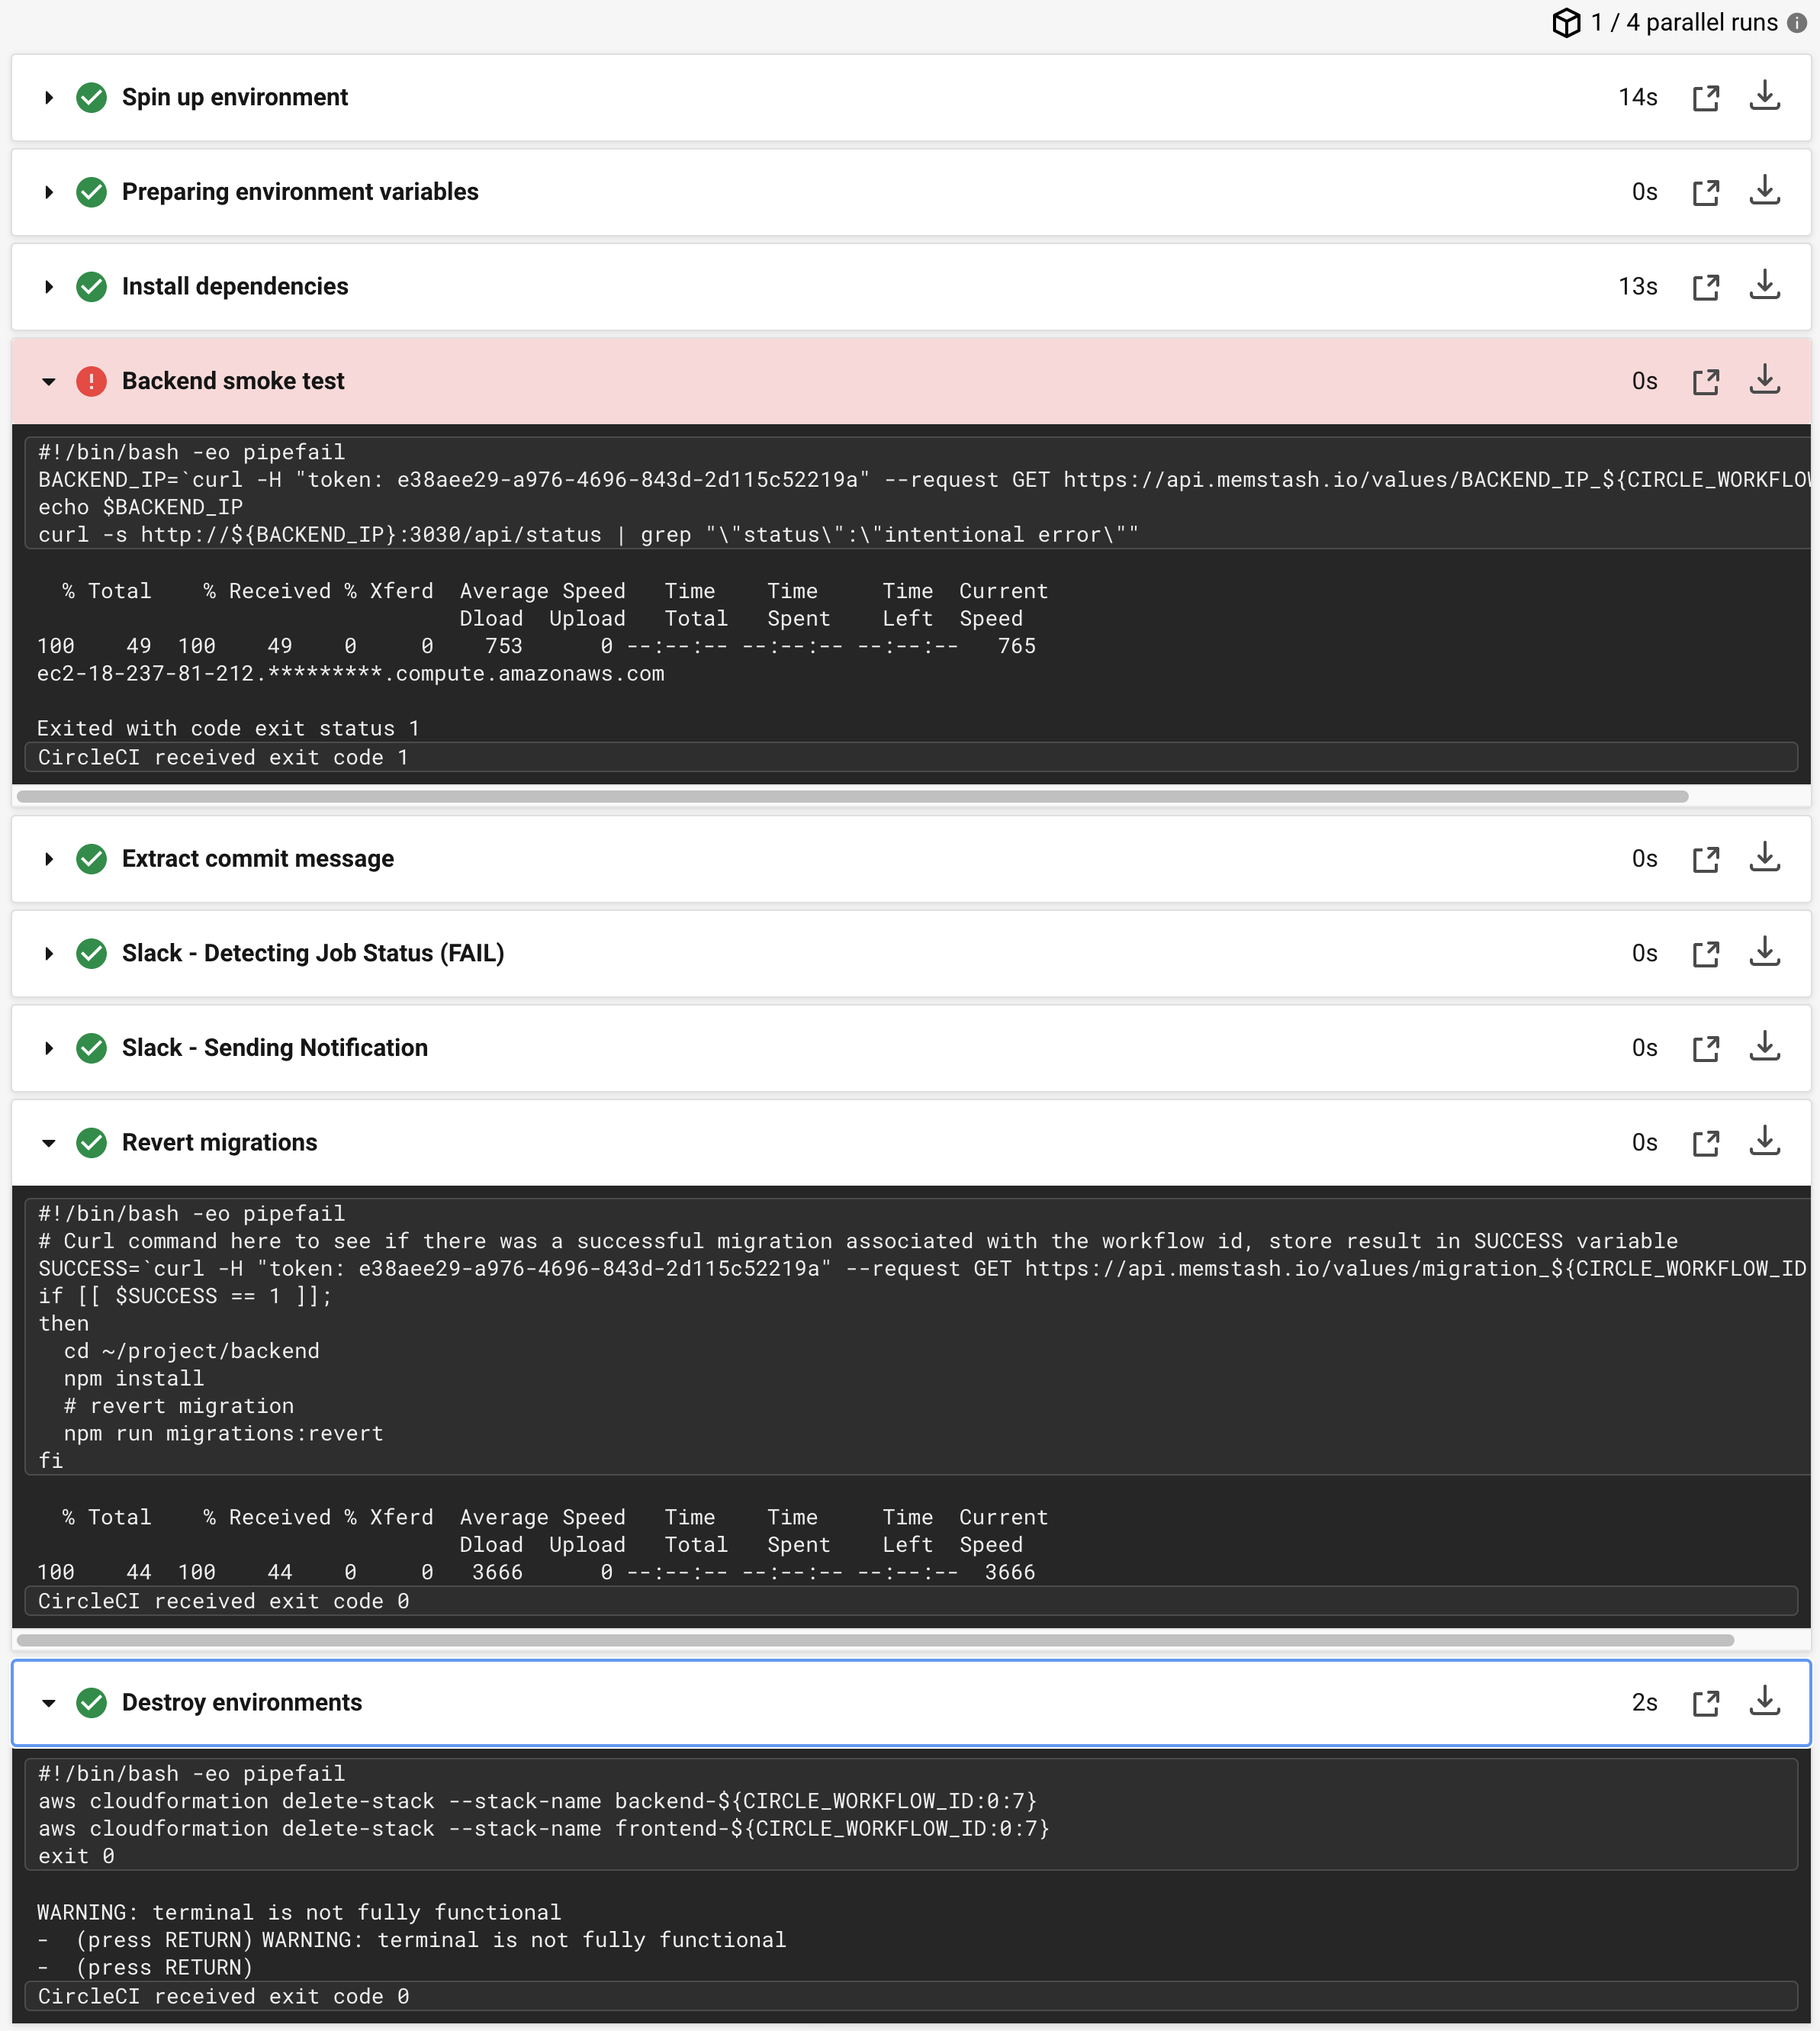 1 / 4 parallel runs
Spin up environment 14s
Preparing environment variables 0s
Install dependencies 13s
Backend smoke test 0s
#!/bin/bash -eo pipefail
BACKEND_IP=`curl -H "token: e38aee29-a976-4696-843d-2d115c52219a" --request GET https://api.memstash.io/values/BACKEND_IP_${CIRCLE_WORKFLOW
echo $BACKEND_IP
curl -s http://${BACKEND_IP}:3030/api/status | grep "\"status\":\"intentional error\""
% Total % Received % Xferd Average Speed Time Time Time Current
Dload Upload Total Spent Left Speed
100 49 100 49 0 0 753 0 --:--:-- --:--:-- --:--:-- 765
ec2-18-237-81-212.*********.compute.amazonaws.com
Exited with code exit status 1
CircleCI received exit code 1
Extract commit message 0s
Slack - Detecting Job Status (FAIL) 0s
Slack - Sending Notification 0s
Revert migrations 0s
#!/bin/bash -eo pipefail
# Curl command here to see if there was a successful migration associated with the workflow id, store result in SUCCESS variable
SUCCESS=`curl -H "token: e38aee29-a976-4696-843d-2d115c52219a" --request GET https://api.memstash.io/values/migration_${CIRCLE_WORKFLOW_ID
if [[ $SUCCESS == 1 ]];
then
cd ~/project/backend
npm install
# revert migration
npm run migrations:revert
fi
% Total % Received % Xferd Average Speed Time Time Time Current
Dload Upload Total Spent Left Speed
100 44 100 44 0 0 3666 0 --:--:-- --:--:-- --:--:-- 3666
CircleCI received exit code 0
Destroy environments 2s
#!/bin/bash -eo pipefail
aws cloudformation delete-stack --stack-name backend-${CIRCLE_WORKFLOW_ID:0:7}
aws cloudformation delete-stack --stack-name frontend-${CIRCLE_WORKFLOW_ID:0:7}
exit 0
WARNING: terminal is not fully functional
- (press RETURN) WARNING: terminal is not fully functional
- (press RETURN)
CircleCI received exit code 0